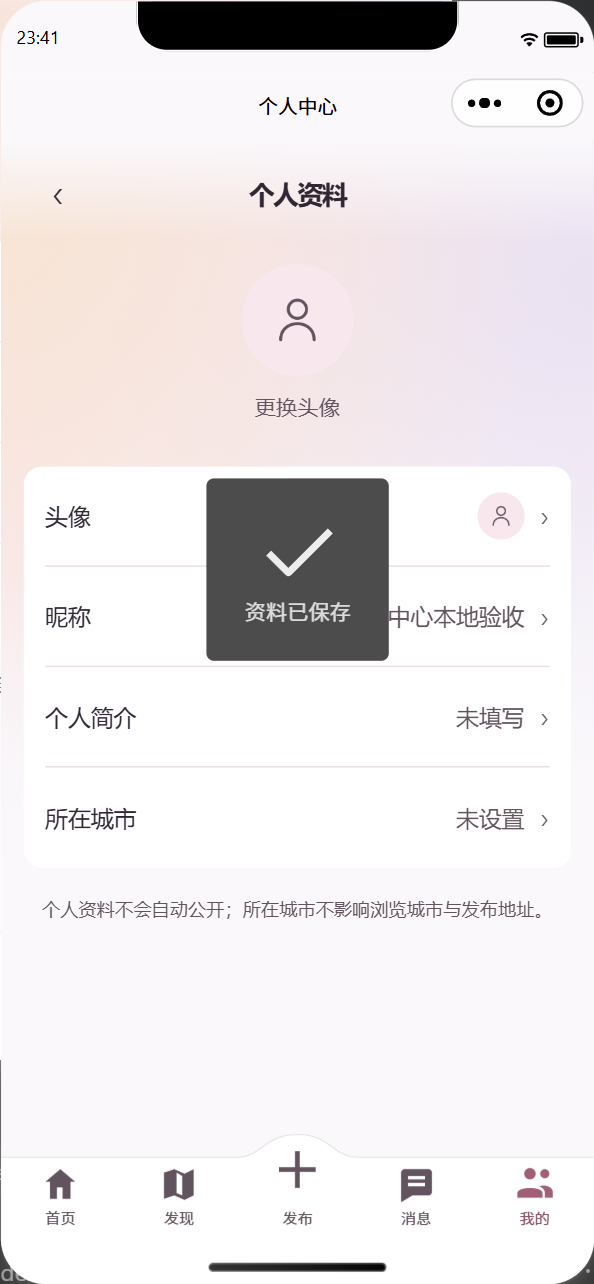 23:41
个人中心
个人资料
更换头像
头像
资料已保存
昵称 中心本地验收
个人简介 未填写
所在城市 未设置
个人资料不会自动公开；所在城市不影响浏览城市与发布地址。
首页 发现 发布 消息 我的